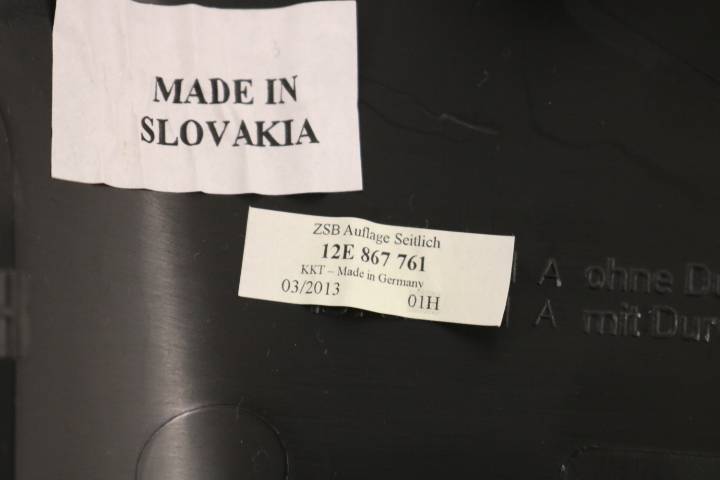 MADE IN
SLOVAKIA
ZSB Auflage Seitlich
12E 867 761
KKT – Made in Germany
03/2013 01H
A ohne
A mit